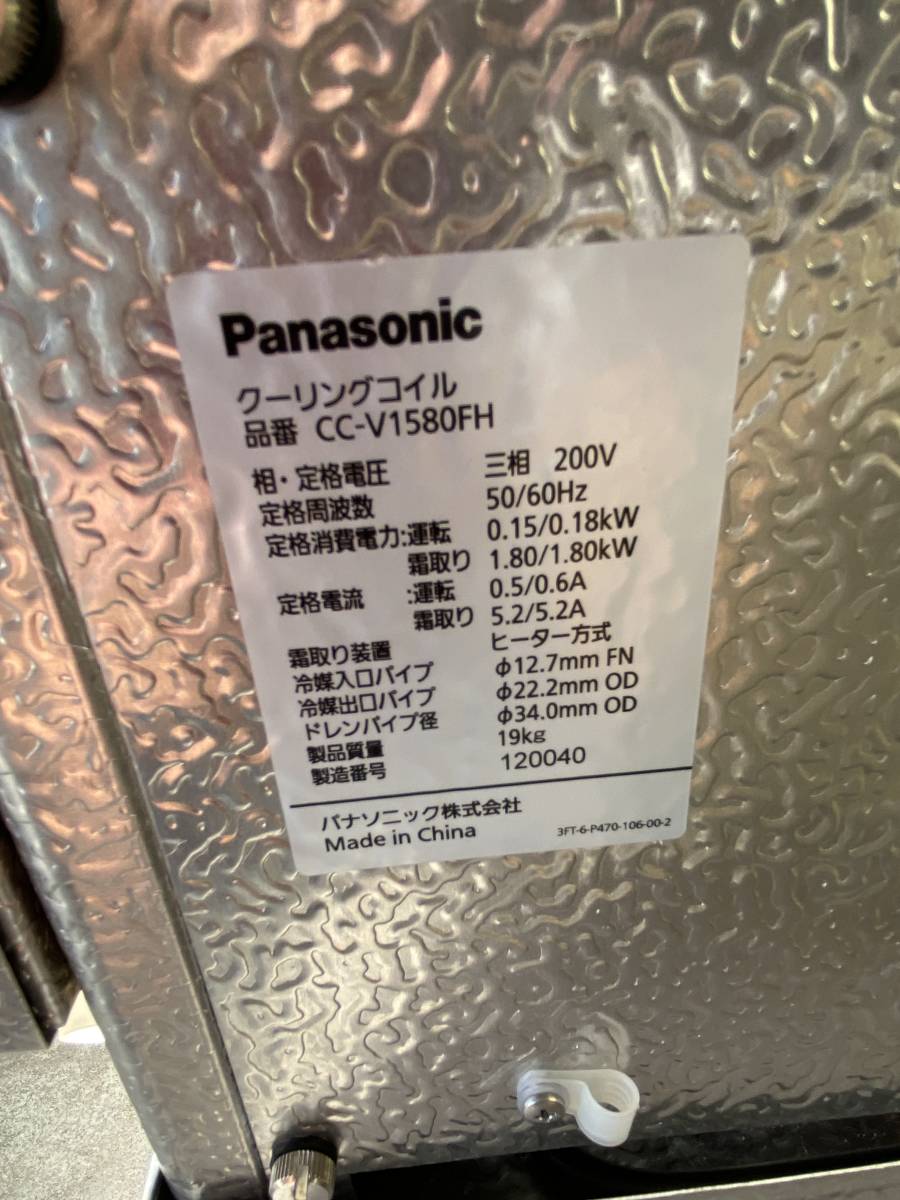 Panasonic
クーリングコイル
品番 CC-V1580FH
相・定格電圧 三相 200V
定格周波数 50/60Hz
定格消費電力:運転 0.15/0.18kW
霜取り 1.80/1.80kW
定格電流 :運転 0.5/0.6A
霜取り 5.2/5.2A
霜取り装置 ヒーター方式
冷媒入口パイプ φ12.7mm FN
冷媒出口パイプ φ22.2mm OD
ドレンパイプ径 φ34.0mm OD
製品質量 19kg
製造番号 120040
パナソニック株式会社
Made in China 3FT-6-P470-106-00-2